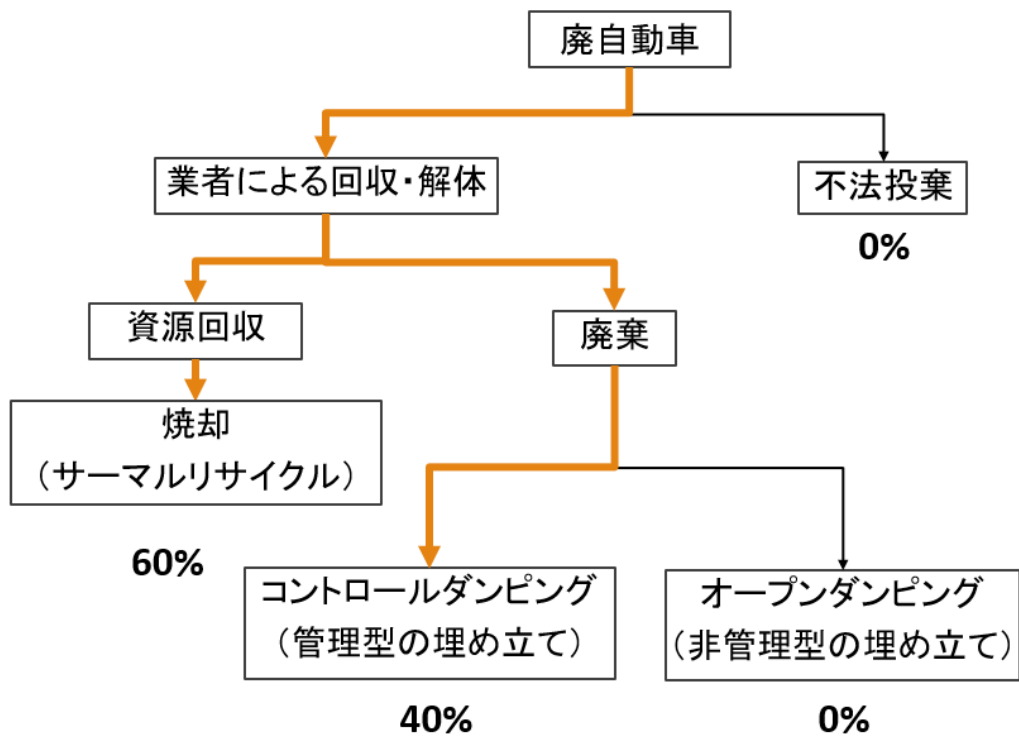 廃自動車
業者による回収・解体
不法投棄
0%
資源回収
廃棄
焼却
（サーマルリサイクル）
60%
コントロールダンピング
（管理型の埋め立て）
40%
オープンダンピング
（非管理型の埋め立て）
0%